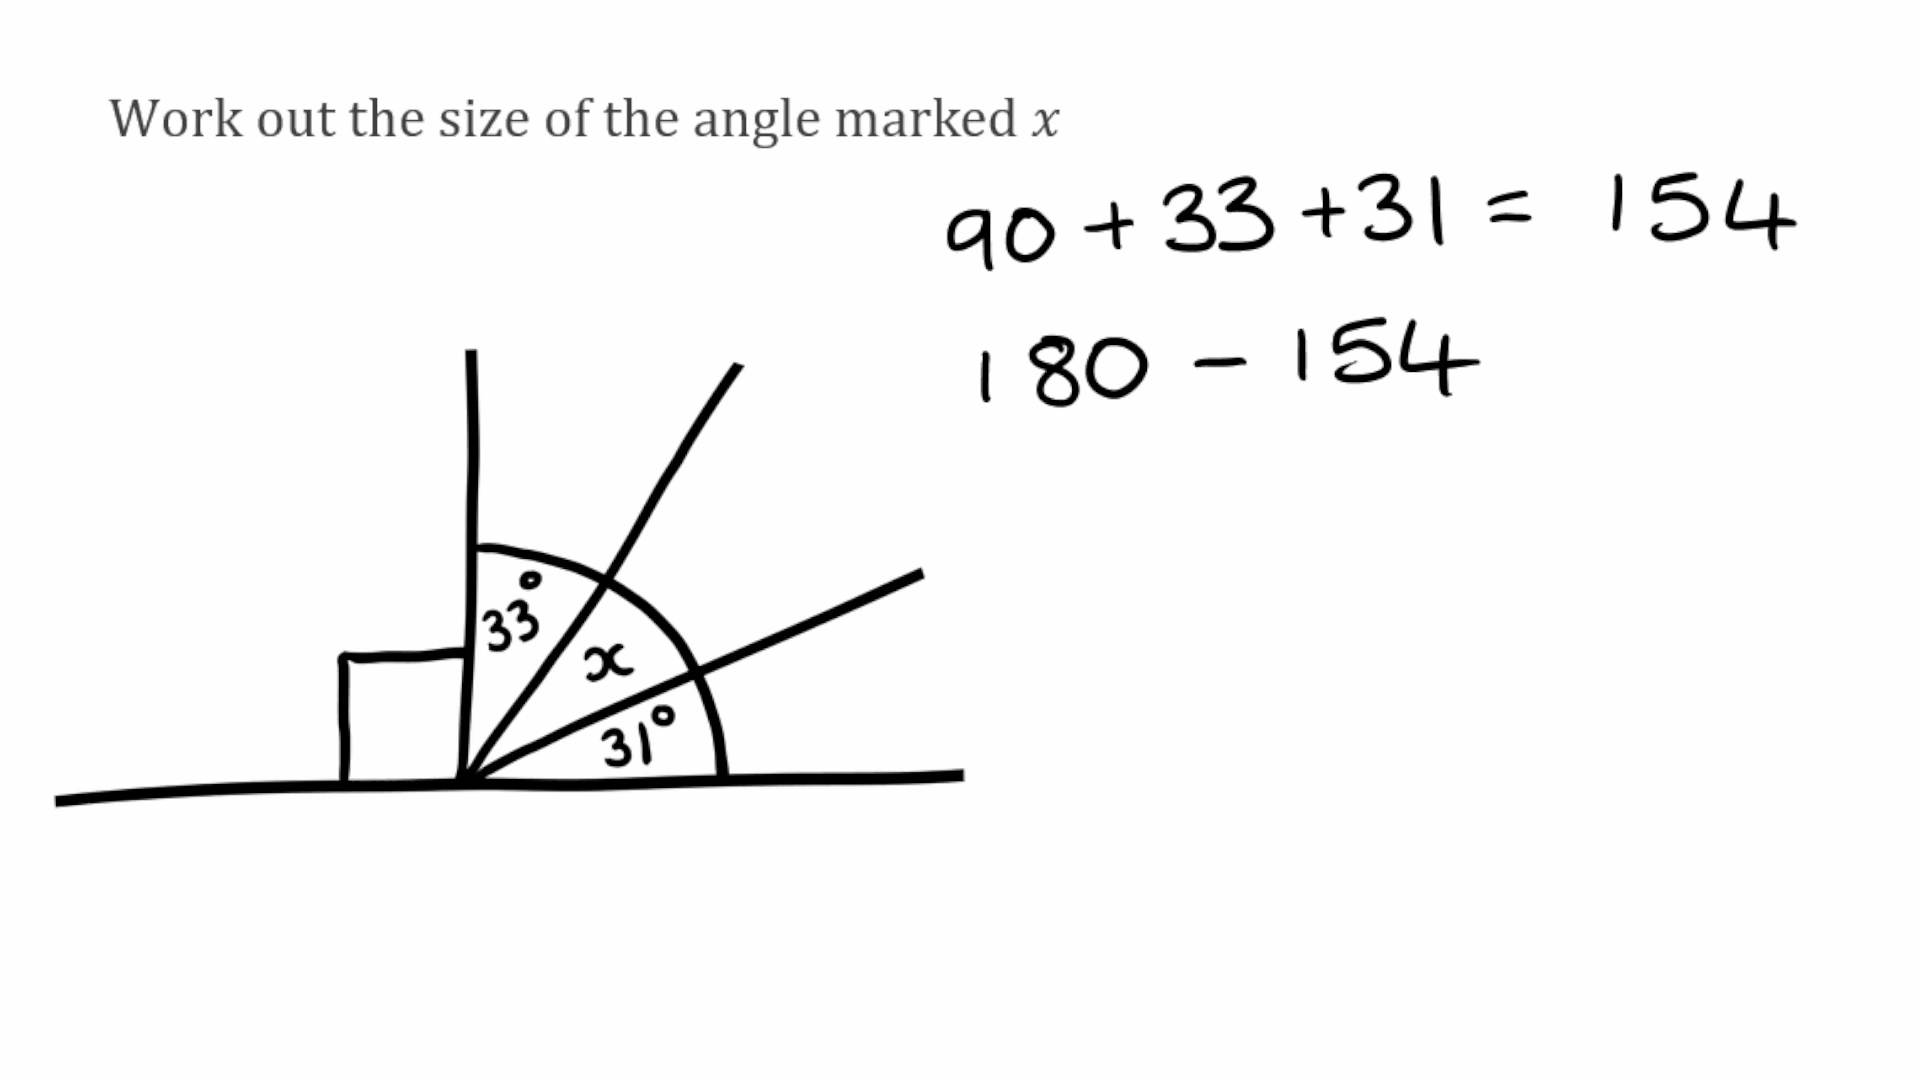 Work out the size of the angle marked x
90 + 33 + 31 = 154
180 - 154
33°
x
31°